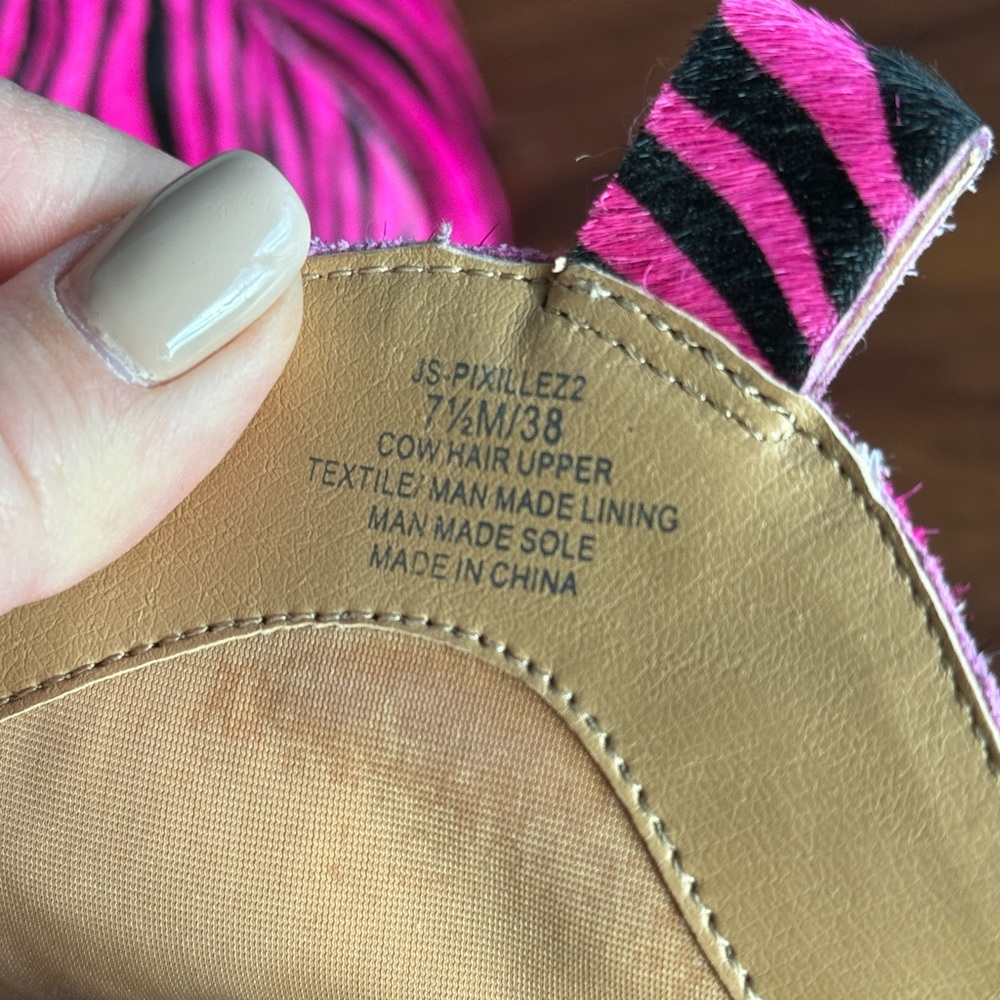 JS-PIXILLEZ2
7½M/38
COW HAIR UPPER
TEXTILE/ MAN MADE LINING
MAN MADE SOLE
MADE IN CHINA